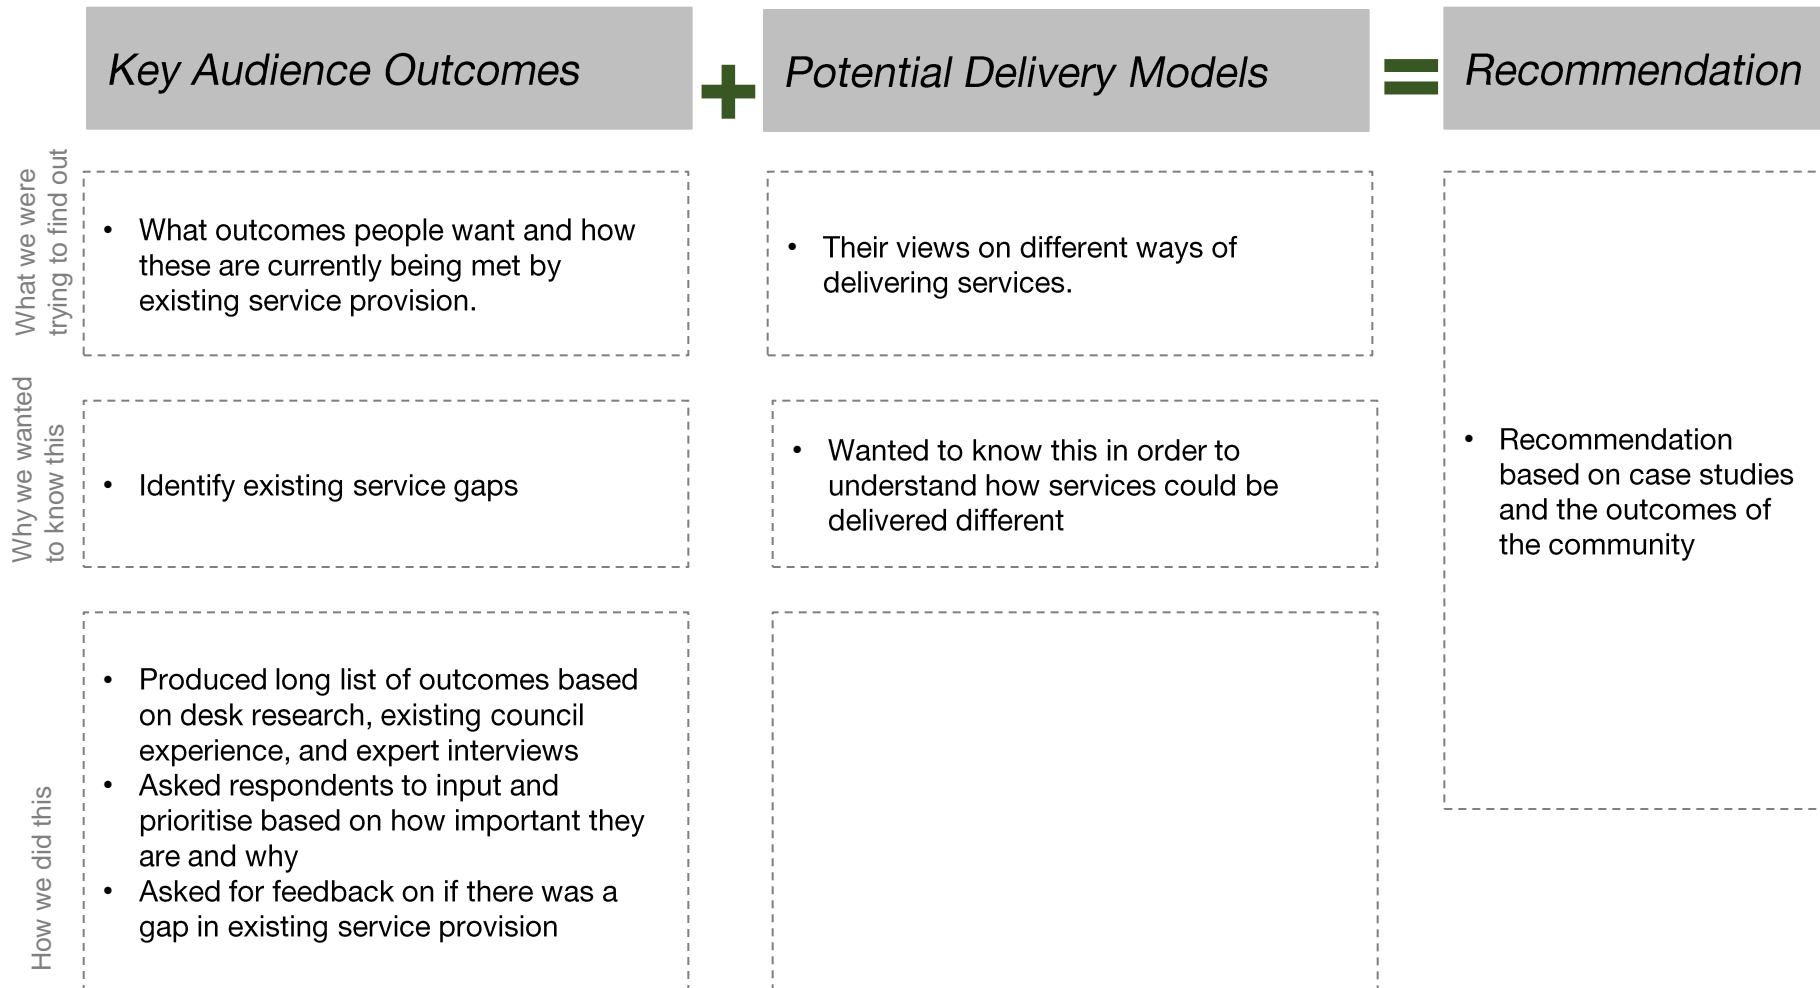 Key Audience Outcomes
+
Potential Delivery Models
=
Recommendation
What we were
trying to find out
• What outcomes people want and how
these are currently being met by
existing service provision.
• Their views on different ways of
delivering services.
Why we wanted
to know this
• Identify existing service gaps
• Wanted to know this in order to
understand how services could be
delivered different
• Recommendation
based on case studies
and the outcomes of
the community
How we did this
• Produced long list of outcomes based
on desk research, existing council
experience, and expert interviews
• Asked respondents to input and
prioritise based on how important they
are and why
• Asked for feedback on if there was a
gap in existing service provision